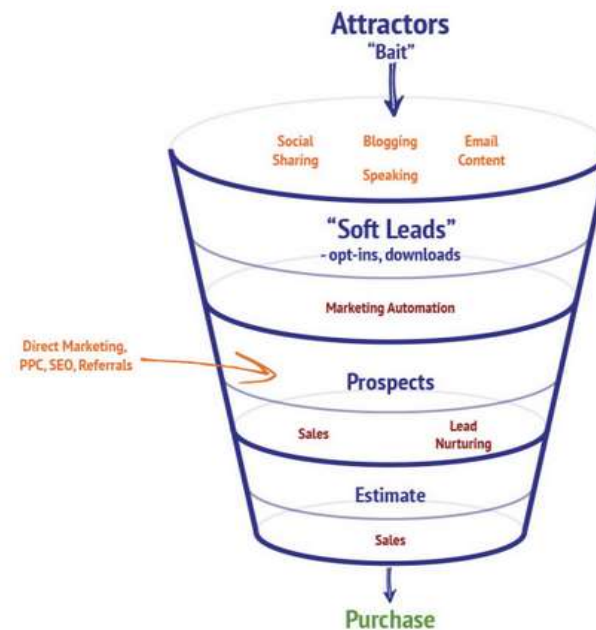 Attractors
“Bait”
Social
Sharing
Blogging
Speaking
Email
Content
“Soft Leads”
- opt-ins, downloads
Marketing Automation
Direct Marketing,
PPC, SEO, Referrals
Prospects
Sales
Lead
Nurturing
Estimate
Sales
Purchase